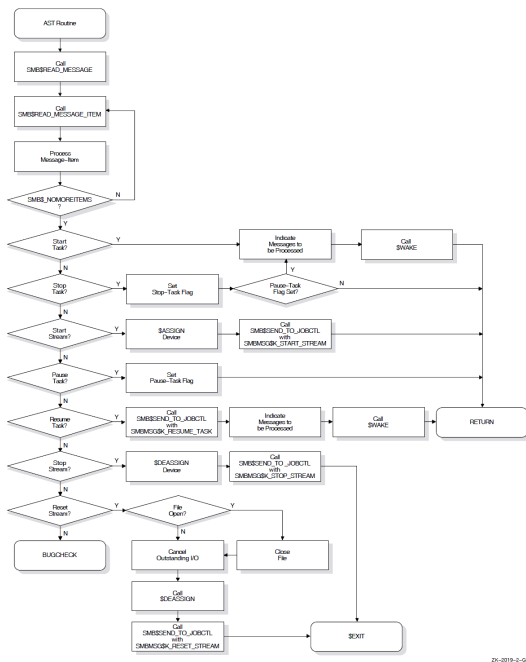 AST Routine
Call
SMB$READ_MESSAGE
Call
SMB$READ_MESSAGE_ITEM
Process
Message-Item
SMB$_NOMOREITEMS
?
N
Y
Start
Task?
Y
Indicate
Messages to
be Processed
Call
$WAKE
N
Stop
Task?
Y
Set
Stop-Task Flag
Pause-Task
Flag Set?
Y
N
N
Start
Stream?
Y
$ASSIGN
Device
Call
SMB$SEND_TO_JOBCTL
with
SMBMSG$K_START_STREAM
N
Pause
Task?
Y
Set
Pause-Task Flag
N
Resume
Task?
Y
Call
SMB$SEND_TO_JOBCTL
with
SMBMSG$K_RESUME_TASK
Indicate
Messages to
be Processed
Call
$WAKE
RETURN
N
Stop
Stream?
Y
$DEASSIGN
Device
Call
SMB$SEND_TO_JOBCTL
with
SMBMSG$K_STOP_STREAM
N
Reset
Stream?
Y
File
Open?
Y
N
N
BUGCHECK
Cancel
Outstanding I/O
Close
File
Call
$DEASSIGN
Call
SMB$SEND_TO_JOBCTL
with
SMBMSG$K_RESET_STREAM
$EXIT
ZK-2019-2-G